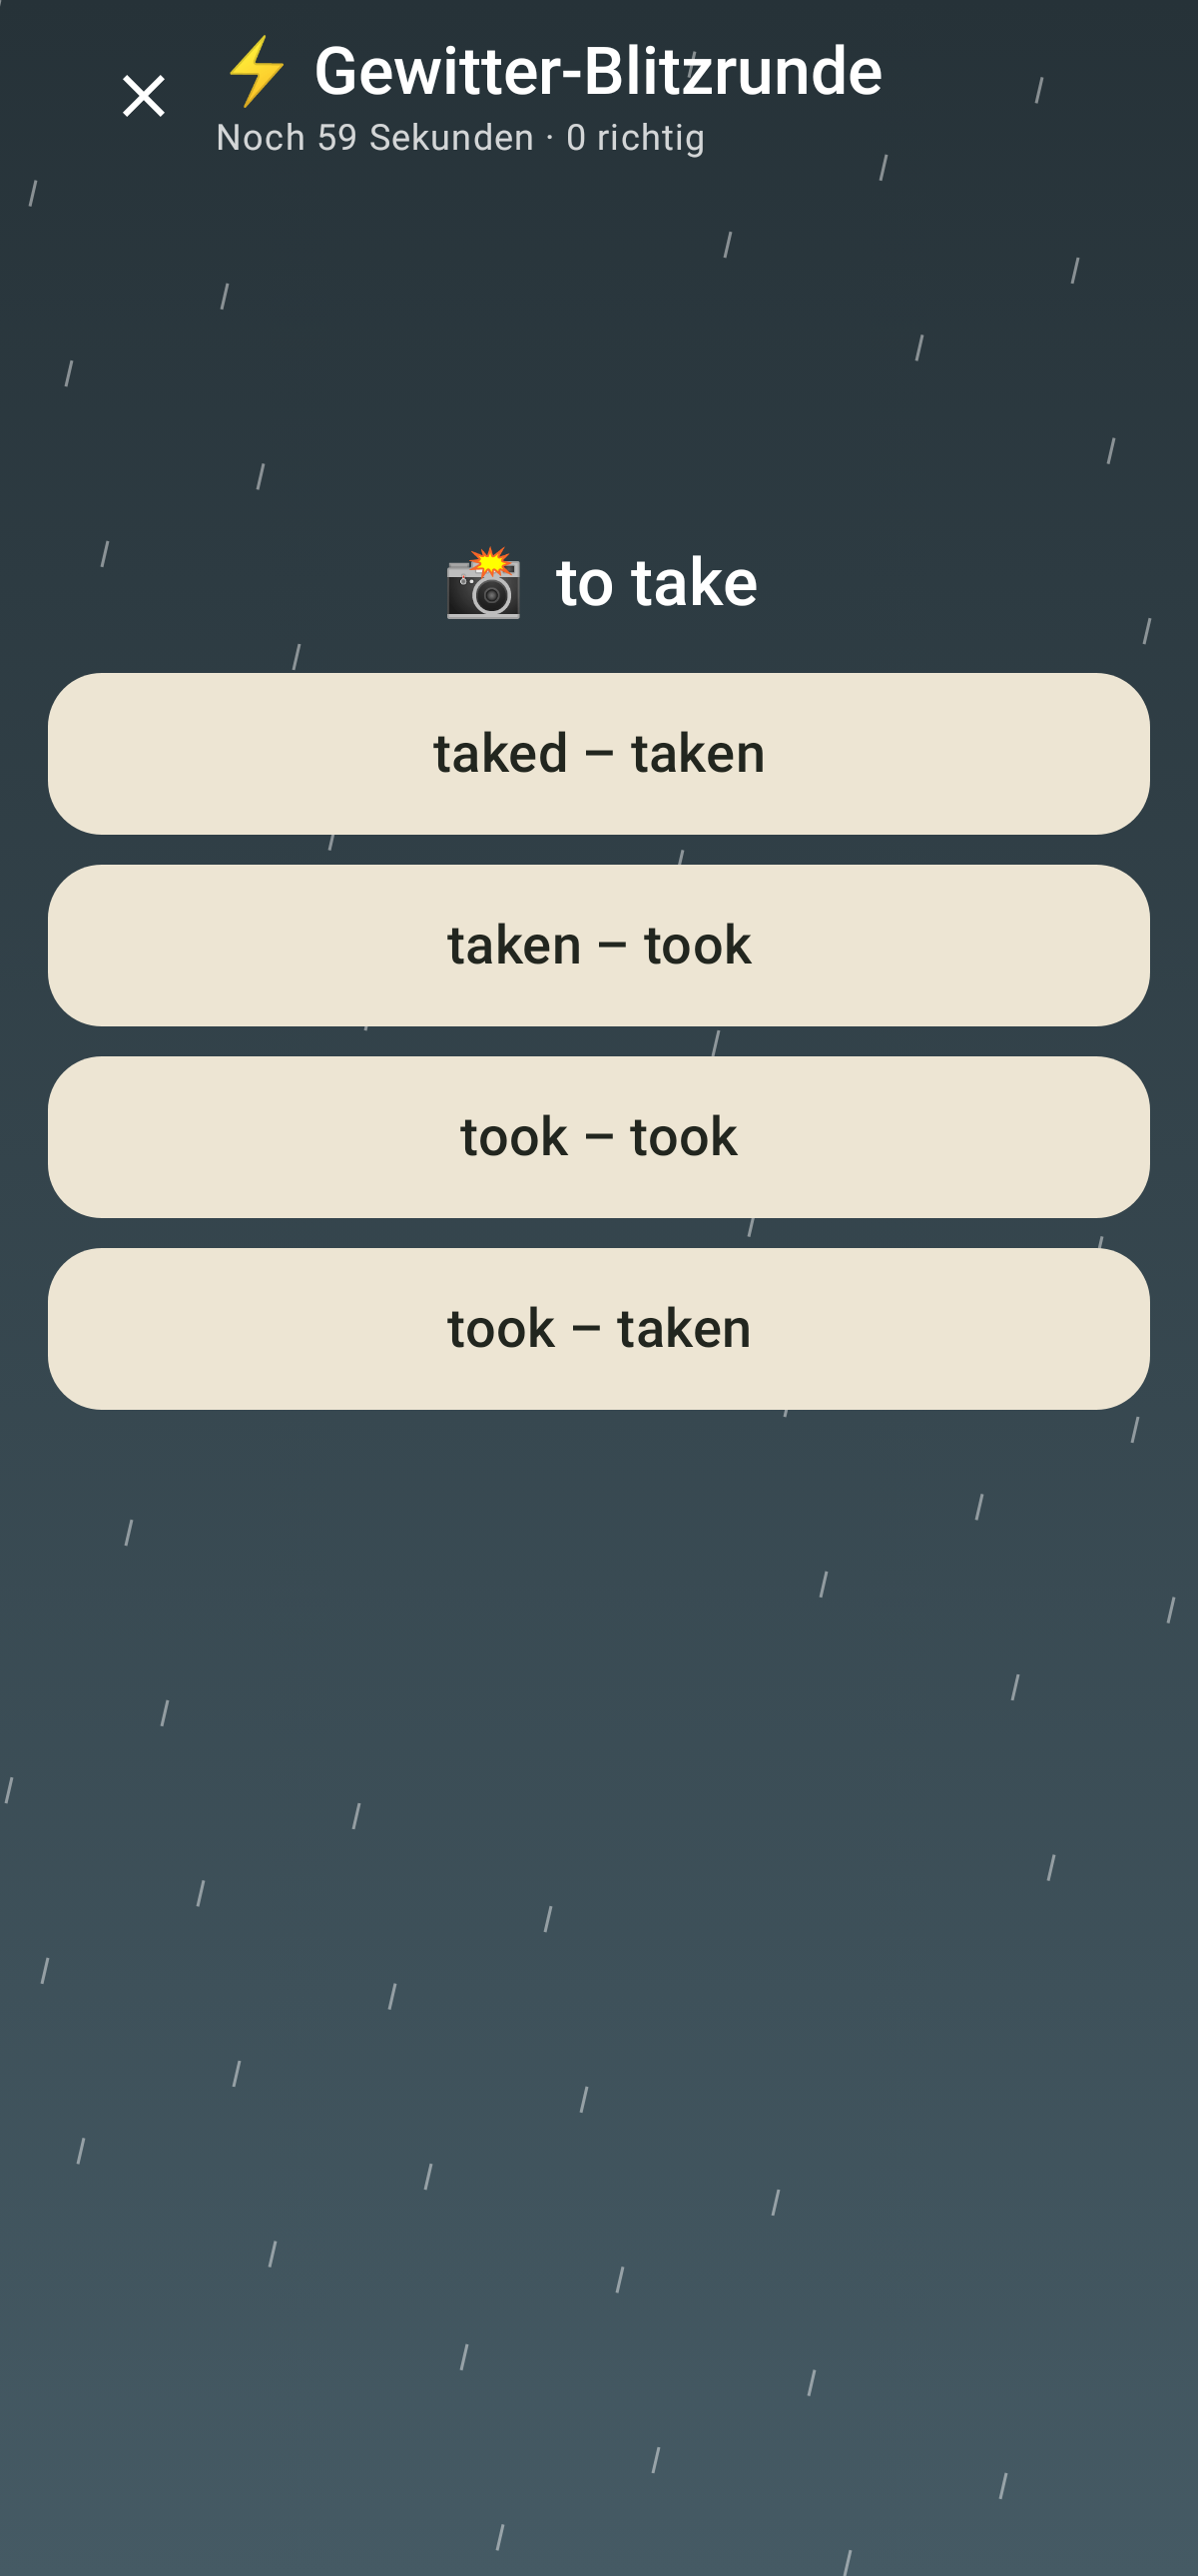 ⚡ Gewitter-Blitzrunde
Noch 59 Sekunden · 0 richtig
📸 to take
taked – taken
taken – took
took – took
took – taken